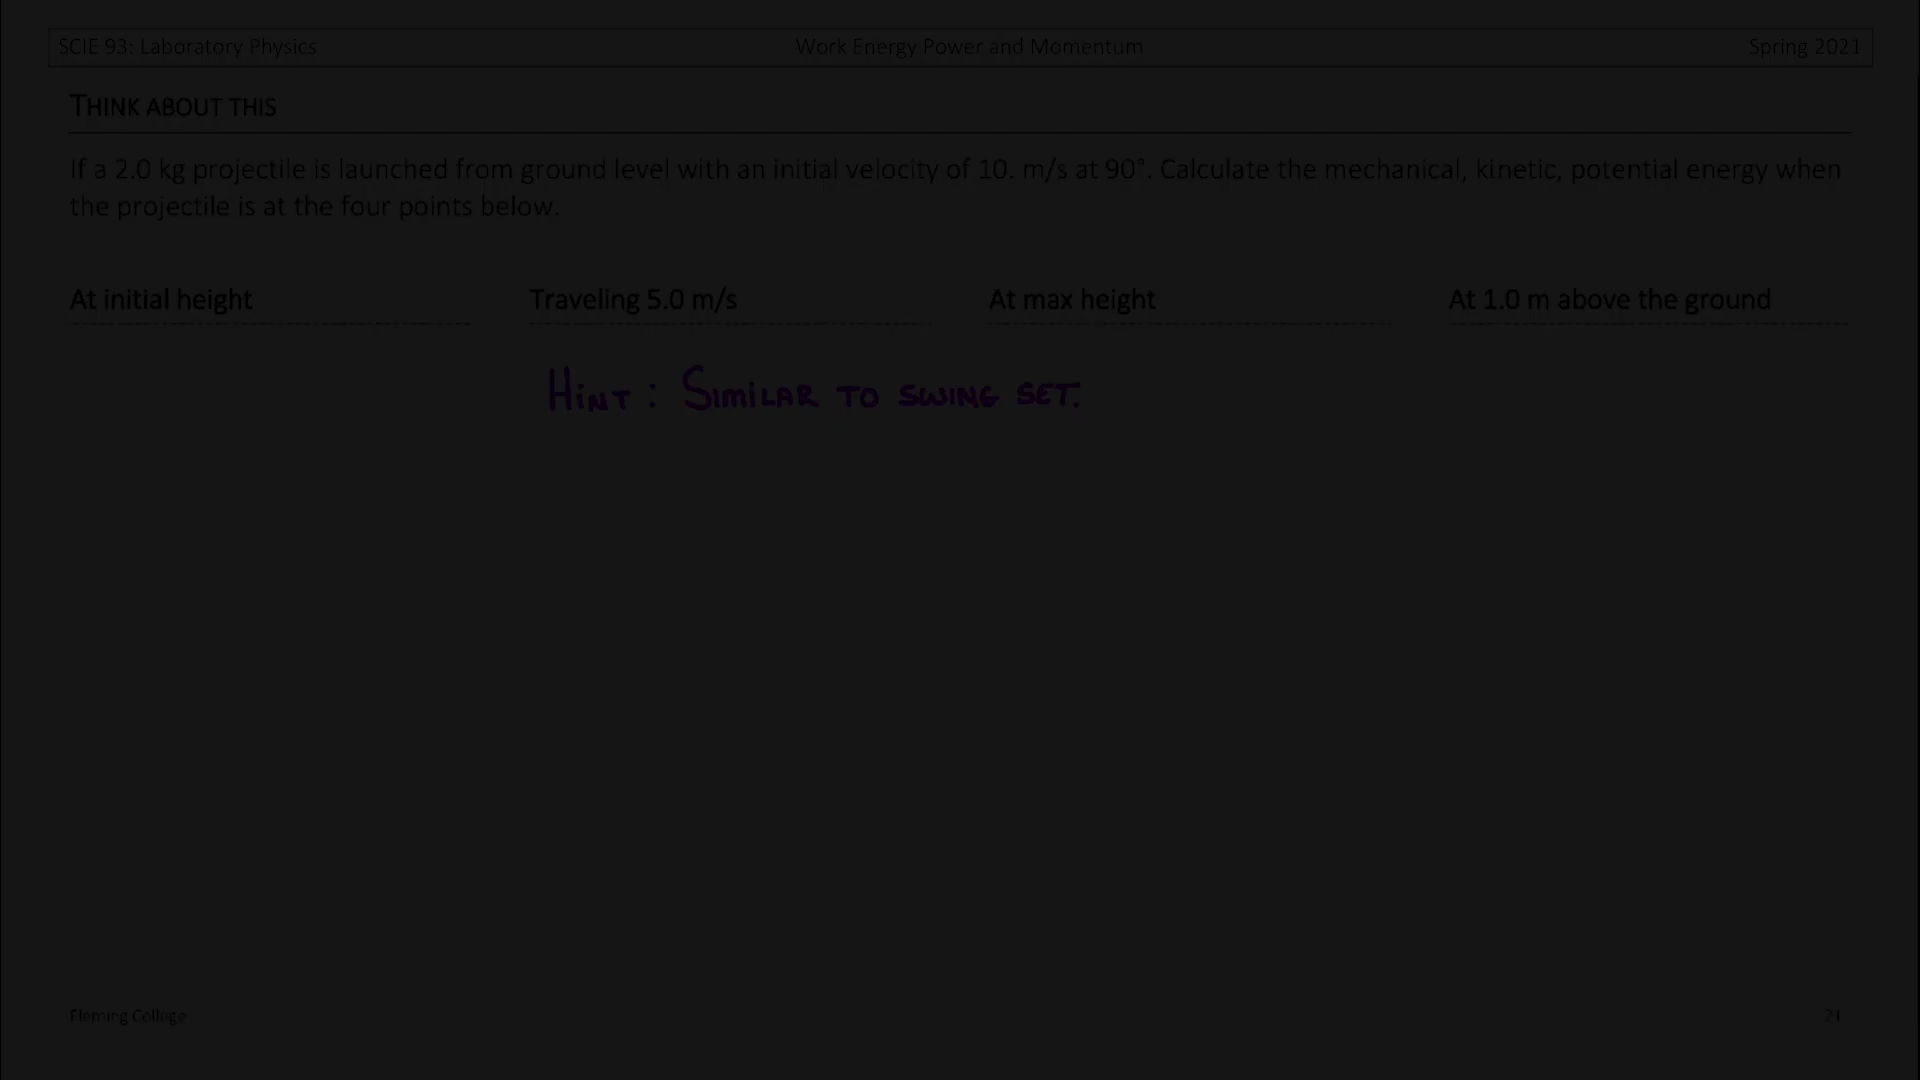 SCIE 93: Laboratory Physics Work Energy Power and Momentum Spring 2021
THINK ABOUT THIS
If a 2.0 kg projectile is launched from ground level with an initial velocity of 10. m/s at 90°. Calculate the mechanical, kinetic, potential energy when
the projectile is at the four points below.
At initial height Traveling 5.0 m/s At max height At 1.0 m above the ground
HINT: SIMILAR TO SWING SET.
Fleming College 21